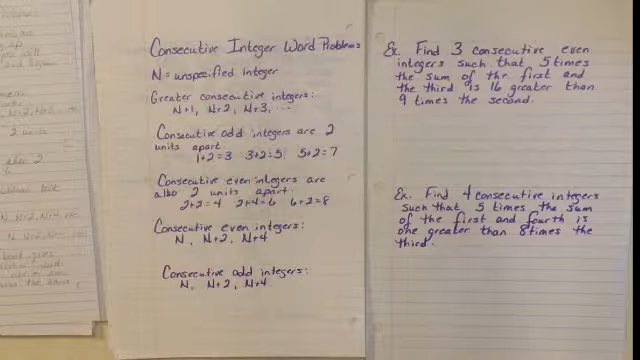 Consecutive Integer Word Problems
N = unspecified integer
Greater consecutive integers:
N+1, N+2, N+3, ...
Consecutive odd integers are 2
units apart.
1+2=3 3+2=5 5+2=7
Consecutive even integers are
also 2 units apart.
2+2=4 2+4=6 6+2=8
Consecutive even integers:
N, N+2, N+4
Consecutive odd integers:
N, N+2, N+4
Ex. Find 3 consecutive even
integers such that 5 times
the sum of the first and
the third is 16 greater than
9 times the second.
Ex. Find 4 consecutive integers
such that 5 times the sum
of the first and fourth is
one greater than 8 times the
third.
2 units